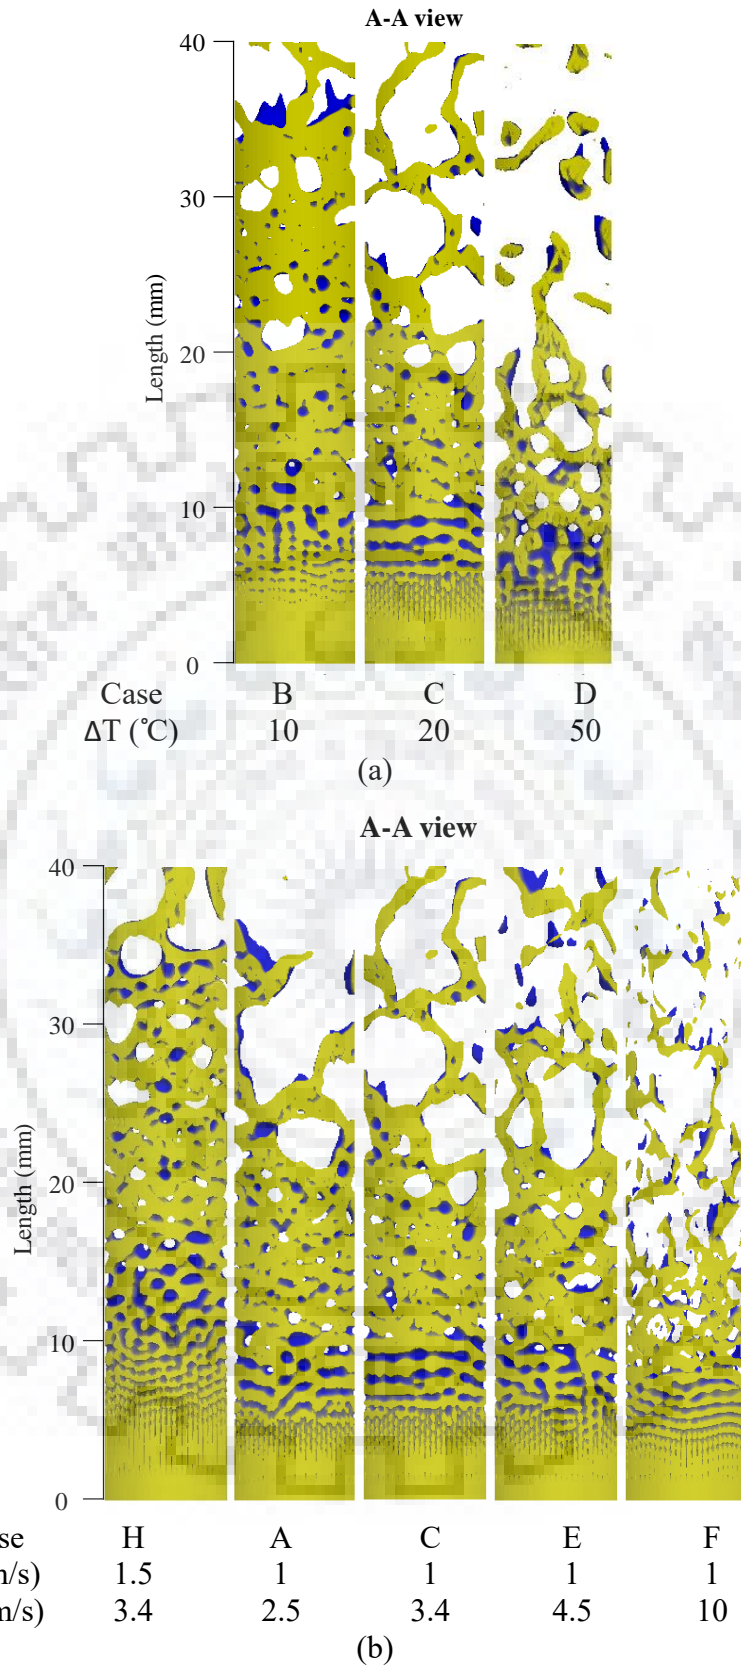 A-A view
40
30
20
10
0
Length (mm)
Case B C D
ΔT (˚C) 10 20 50
(a)
A-A view
40
30
20
10
0
Length (mm)
se H A C E F
n/s) 1.5 1 1 1 1
m/s) 3.4 2.5 3.4 4.5 10
(b)